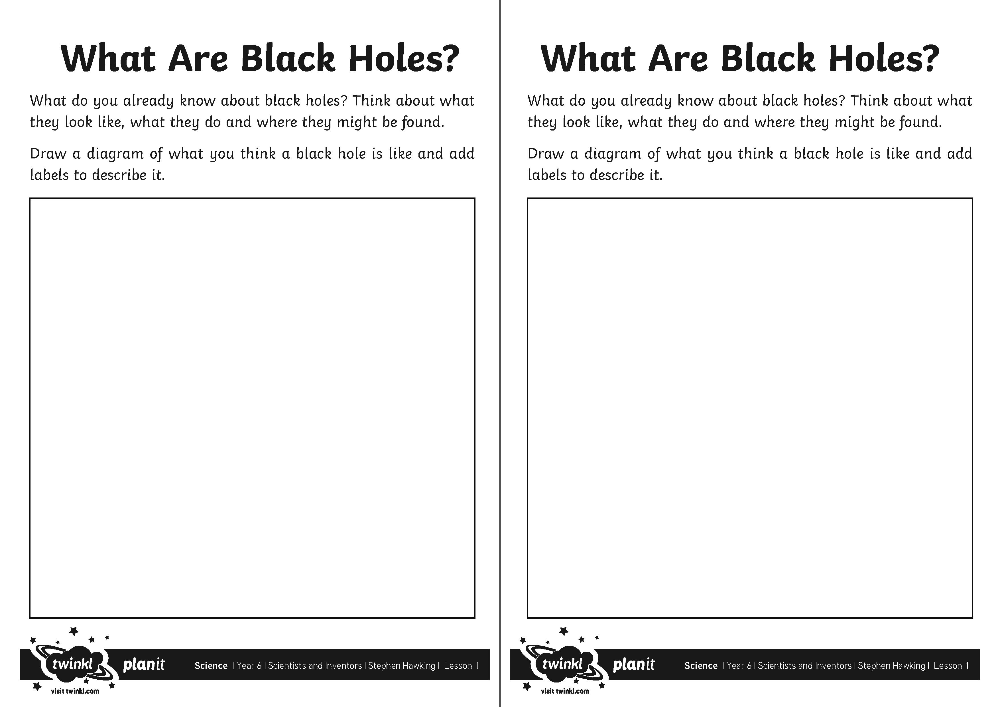 What Are Black Holes?
What do you already know about black holes? Think about what
they look like, what they do and where they might be found.
Draw a diagram of what you think a black hole is like and add
labels to describe it.
twinkl
planit
Science | Year 6 | Scientists and Inventors | Stephen Hawking | Lesson 1
visit twinkl.com
What Are Black Holes?
What do you already know about black holes? Think about what
they look like, what they do and where they might be found.
Draw a diagram of what you think a black hole is like and add
labels to describe it.
twinkl
planit
Science | Year 6 | Scientists and Inventors | Stephen Hawking | Lesson 1
visit twinkl.com